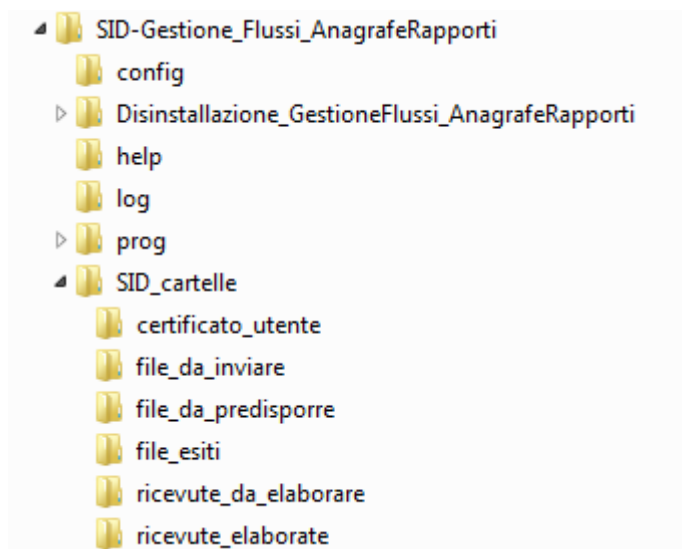 SID-Gestione_Flussi_AnagrafeRapporti
config
Disinstallazione_GestioneFlussi_AnagrafeRapporti
help
log
prog
SID_cartelle
certificato_utente
file_da_inviare
file_da_predisporre
file_esiti
ricevute_da_elaborare
ricevute_elaborate